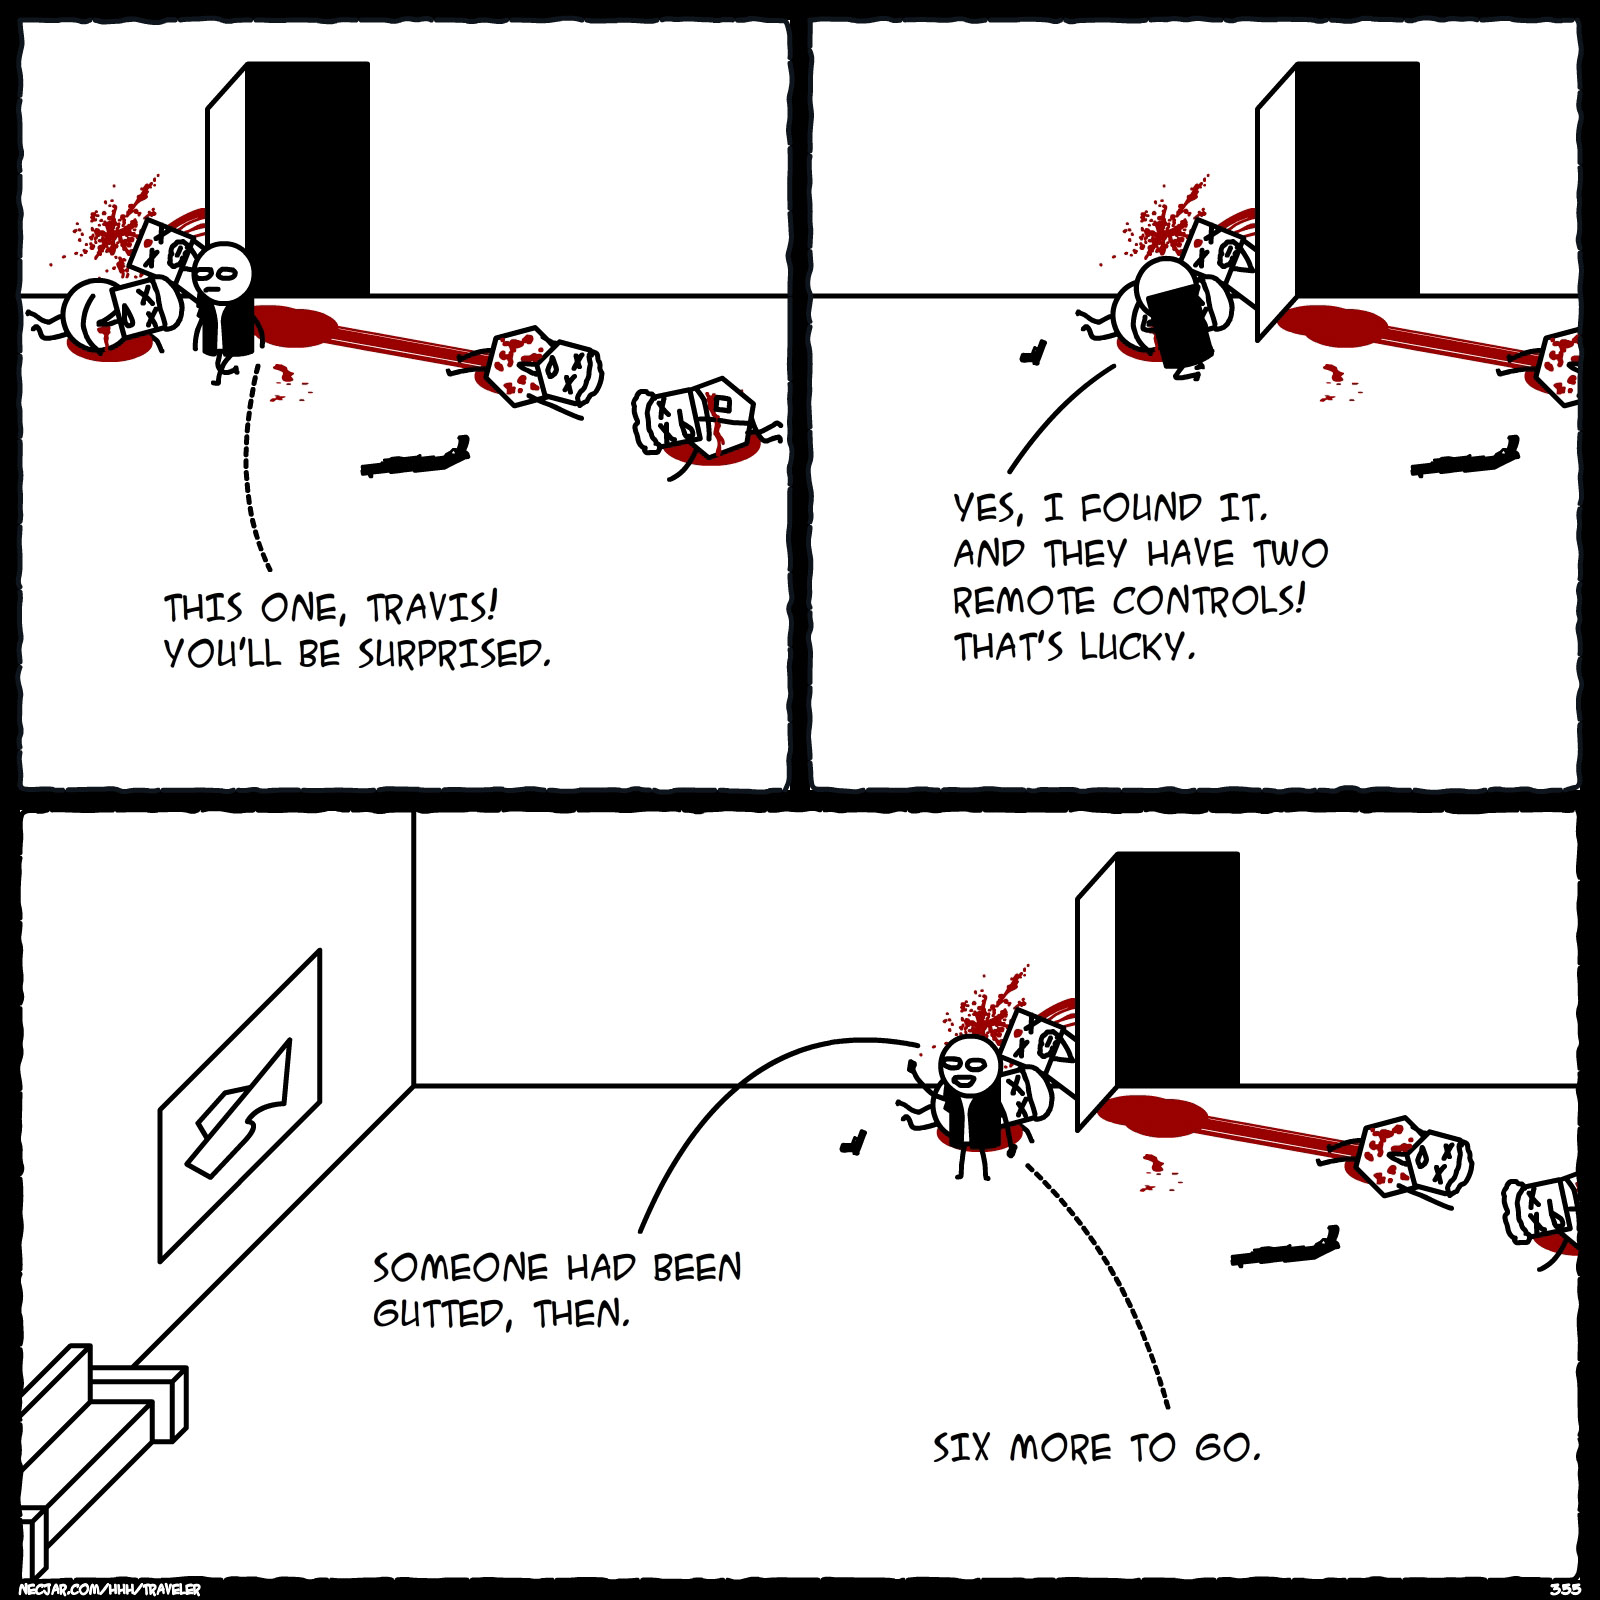 THIS ONE, TRAVIS!
YOU'LL BE SURPRISED.
YES, I FOUND IT.
AND THEY HAVE TWO
REMOTE CONTROLS!
THAT'S LUCKY.
SOMEONE HAD BEEN
GUTTED, THEN.
SIX MORE TO GO.
NECJAR.COM/HHH/TRAVELER
355